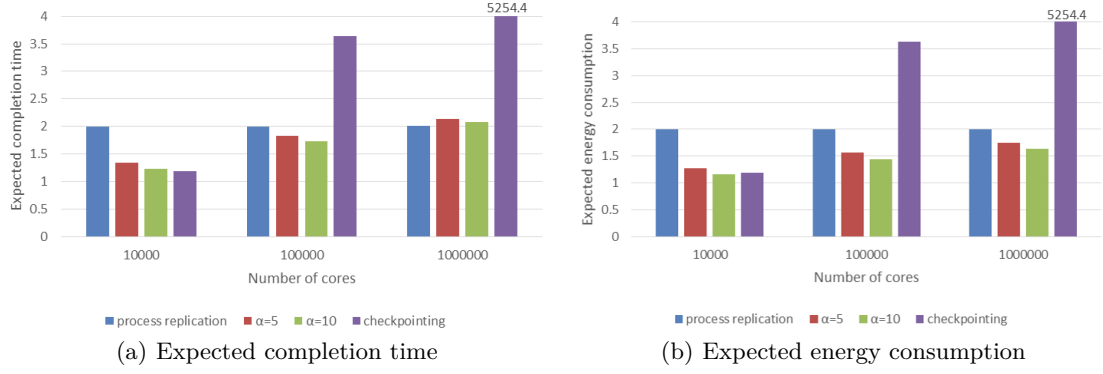 5254.4
4
3.5
3
2.5
2
1.5
1
0.5
0
Expected completion time
10000
100000
1000000
Number of cores
process replication
α=5
α=10
checkpointing
(a) Expected completion time
5254.4
4
3.5
3
2.5
2
1.5
1
0.5
0
Expected energy consumption
10000
100000
1000000
Number of cores
process replication
α=5
α=10
checkpointing
(b) Expected energy consumption